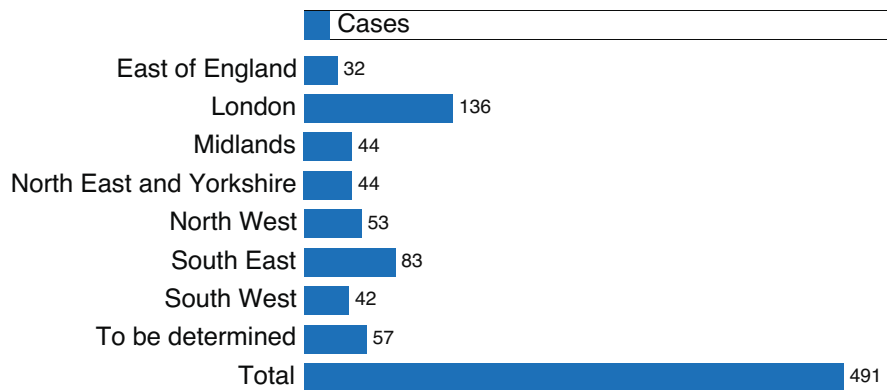 Cases
East of England 32
London 136
Midlands 44
North East and Yorkshire 44
North West 53
South East 83
South West 42
To be determined 57
Total 491